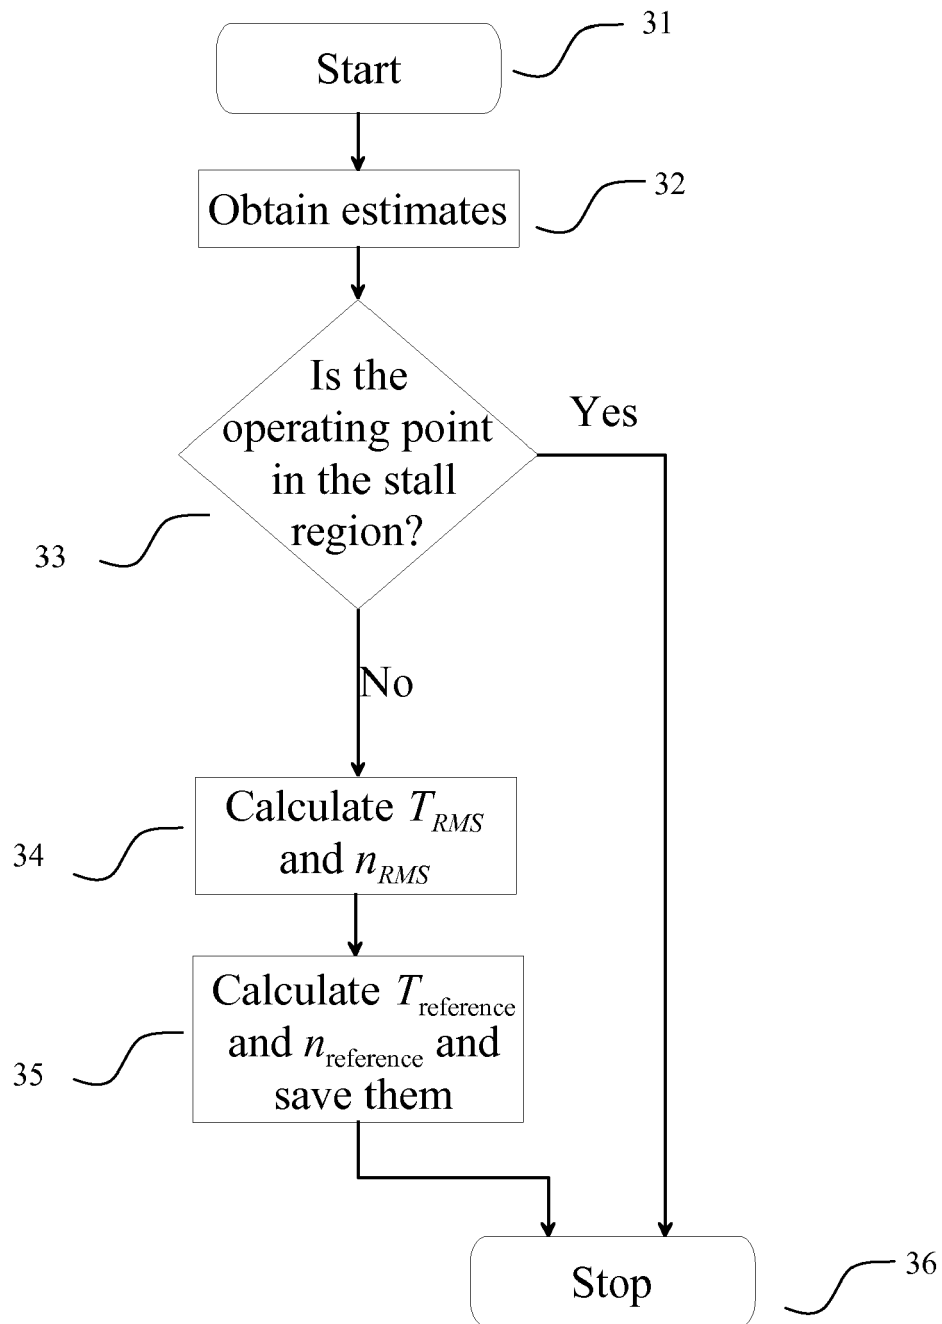 Start
31
Obtain estimates
32
Is the
operating point
in the stall
region?
Yes
33
No
Calculate T_RMS
and n_RMS
34
Calculate T_reference
and n_reference and
save them
35
Stop
36